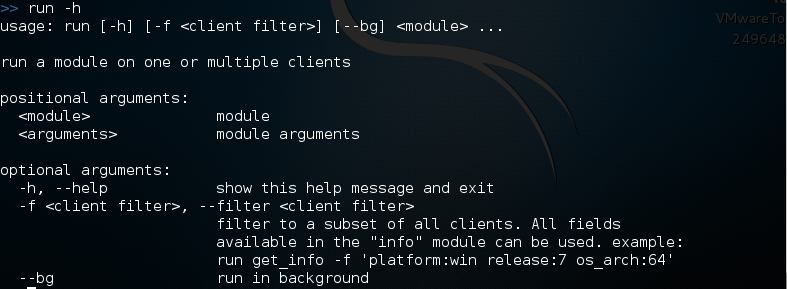 >> run -h
usage: run [-h] [-f <client filter>] [--bg] <module> ...
VMwareTo
249648
run a module on one or multiple clients
positional arguments:
<module> module
<arguments> module arguments
optional arguments:
-h, --help show this help message and exit
-f <client filter>, --filter <client filter>
filter to a subset of all clients. All fields
available in the "info" module can be used. example:
run get_info -f 'platform:win release:7 os_arch:64'
--bg run in background